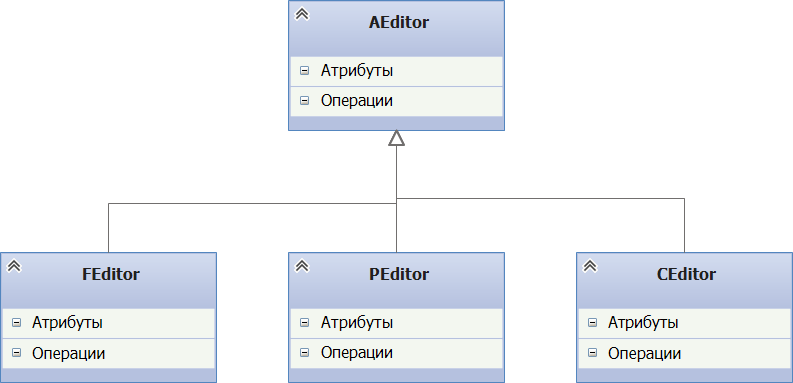 AEditor
Атрибуты
Операции
FEditor
Атрибуты
Операции
PEditor
Атрибуты
Операции
CEditor
Атрибуты
Операции